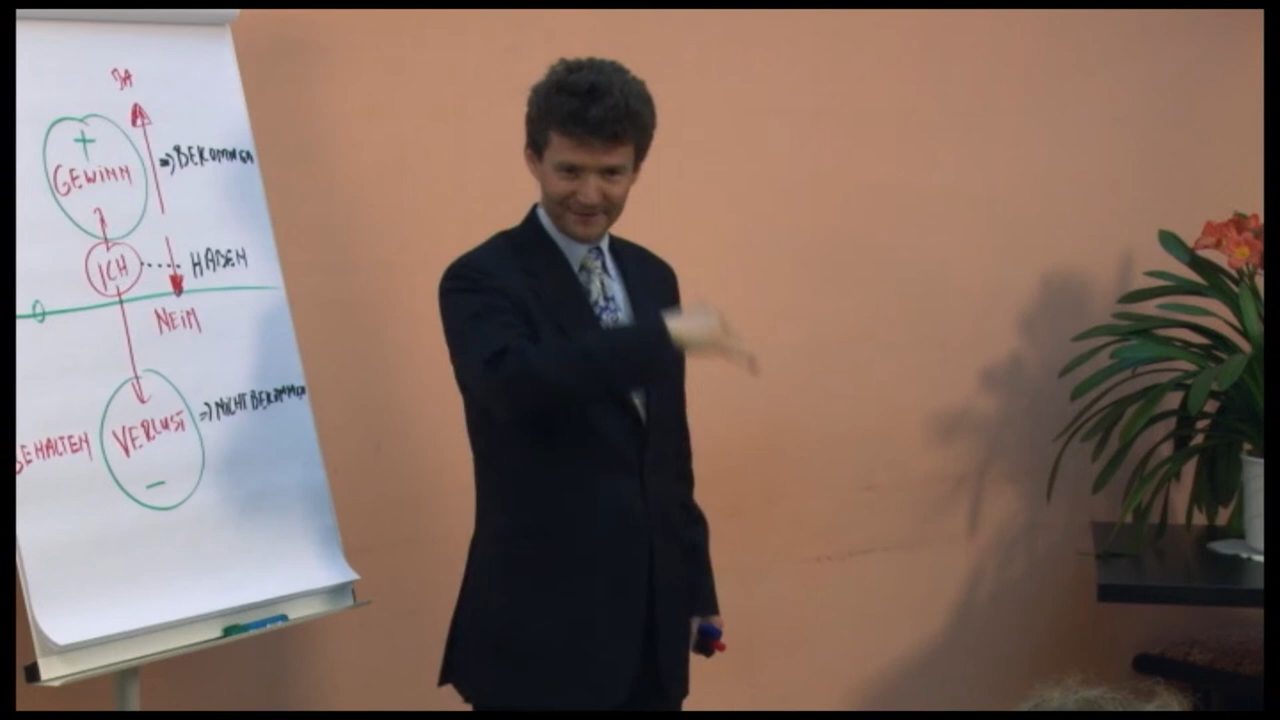 JA
+
GEWINN
=> BEKOMMEN
ICH
HABEN
0
NEIN
=> NICHT BEKOMMEN
BEHALTEN
VERLUST
−